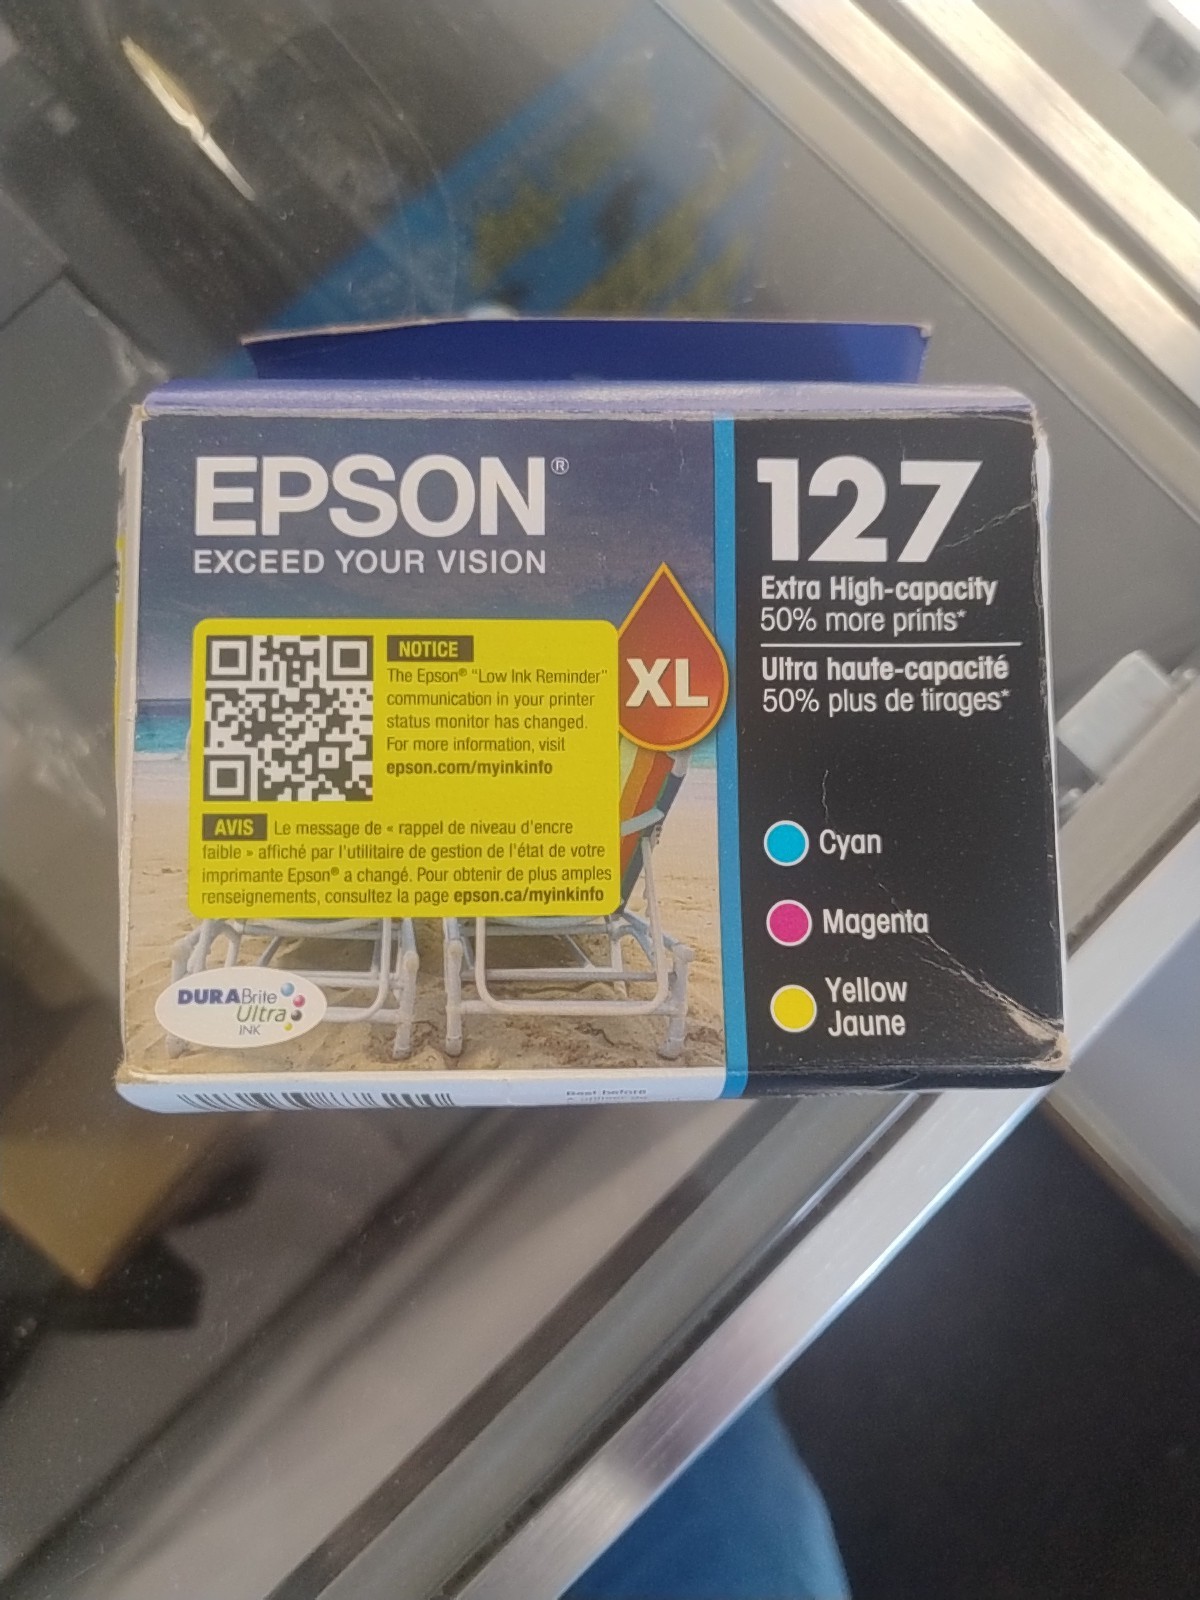 EPSON®
EXCEED YOUR VISION
127
Extra High-capacity
50% more prints*
Ultra haute-capacité
50% plus de tirages*
XL
NOTICE
The Epson® "Low Ink Reminder"
communication in your printer
status monitor has changed.
For more information, visit
epson.com/myinkinfo
AVIS Le message de « rappel de niveau d'encre
faible » affiché par l'utilitaire de gestion de l'état de votre
imprimante Epson® a changé. Pour obtenir de plus amples
renseignements, consultez la page epson.ca/myinkinfo
Cyan
Magenta
Yellow
Jaune
DURABrite
Ultra
INK
Best before